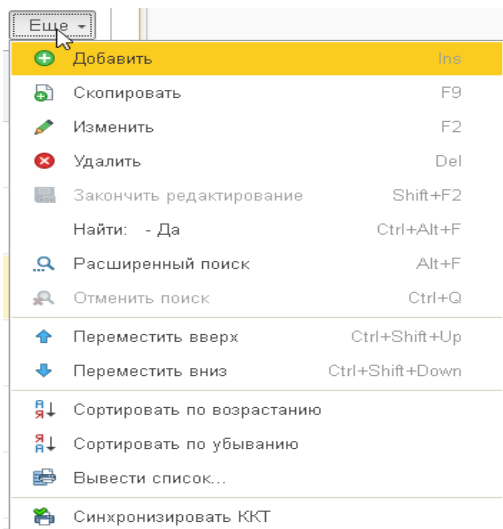 Еще
Добавить Ins
Скопировать F9
Изменить F2
Удалить Del
Закончить редактирование Shift+F2
Найти: - Да Ctrl+Alt+F
Расширенный поиск Alt+F
Отменить поиск Ctrl+Q
Переместить вверх Ctrl+Shift+Up
Переместить вниз Ctrl+Shift+Down
Сортировать по возрастанию
Сортировать по убыванию
Вывести список...
Синхронизировать ККТ